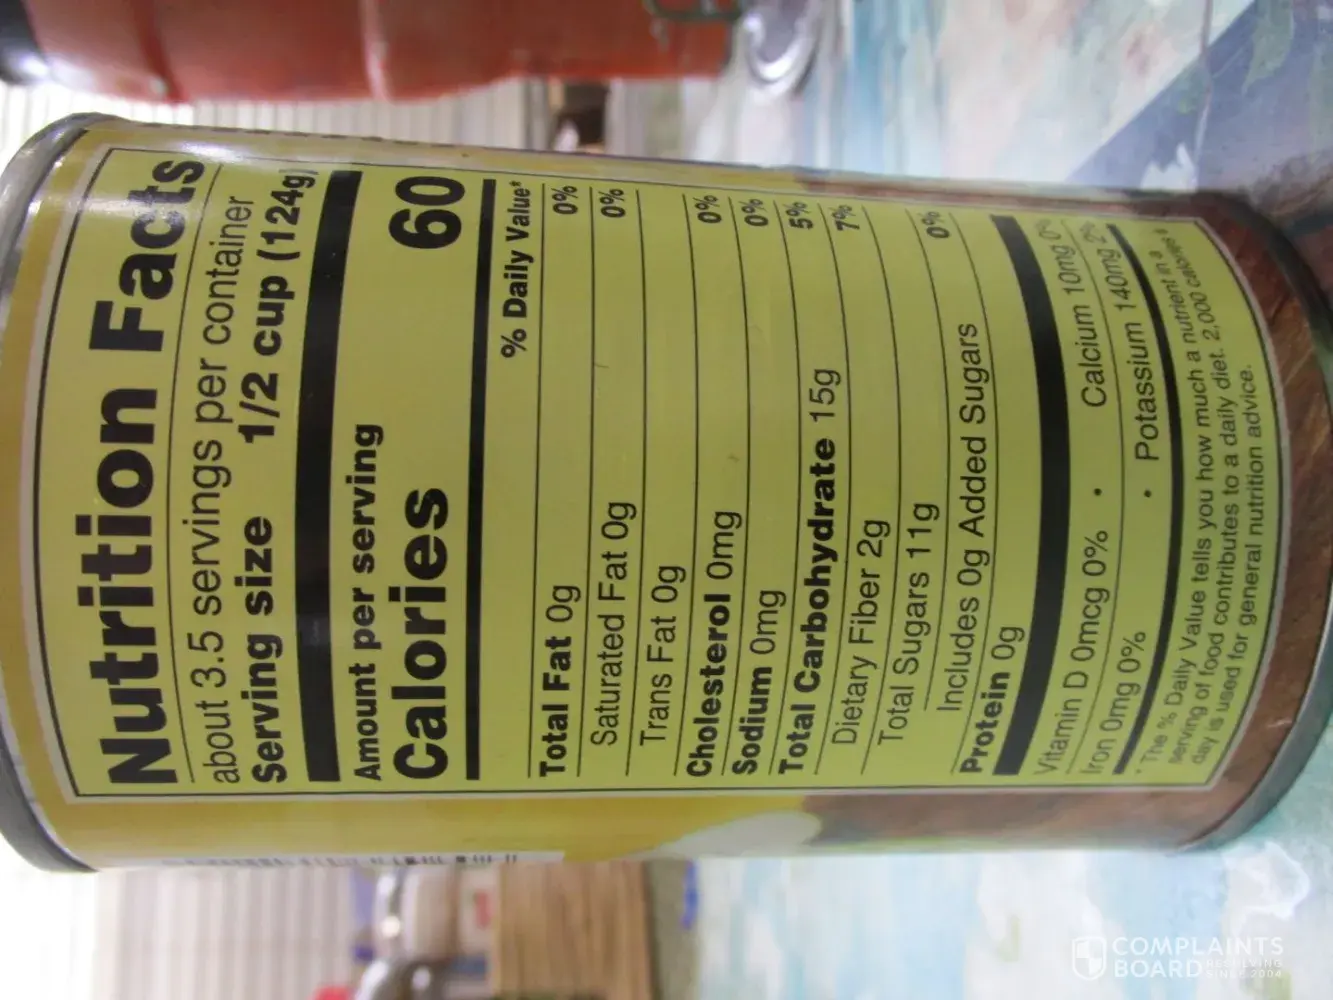 Nutrition Facts
about 3.5 servings per container
Serving size 1/2 cup (124g)
Amount per serving
Calories 60
% Daily Value*
Total Fat 0g 0%
Saturated Fat 0g 0%
Trans Fat 0g
Cholesterol 0mg 0%
Sodium 0mg 0%
Total Carbohydrate 15g 5%
Dietary Fiber 2g 7%
Total Sugars 11g
Includes 0g Added Sugars 0%
Protein 0g
Vitamin D 0mcg 0% • Calcium 10mg 0%
Iron 0mg 0% • Potassium 140mg 2%
* The % Daily Value tells you how much a nutrient in a
serving of food contributes to a daily diet. 2,000 calories a
day is used for general nutrition advice.
COMPLAINTS
BOARD RECEIVING
SINCE 2004